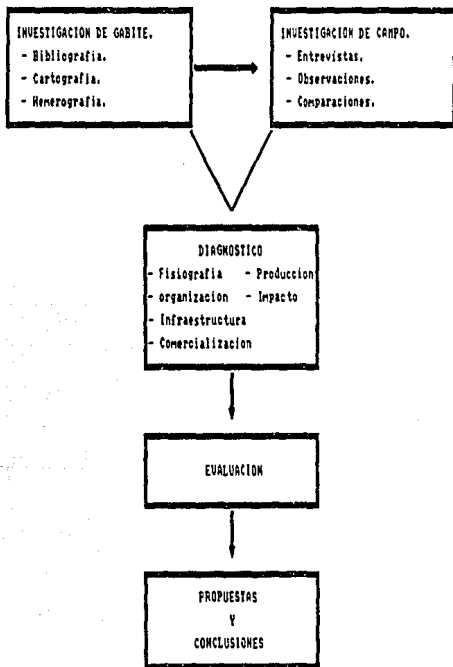 INVESTIGACION DE GABITE.
- Bibliografia.
- Cartografia.
- Hemerografia.
INVESTIGACION DE CAMPO.
- Entrevistas.
- Observaciones.
- Comparaciones.
DIAGNOSTICO
- Fisiografia - Produccion
- organizacion - Impacto
- Infraestructura
- Comercializacion
EVALUACION
PROPUESTAS
Y
CONCLUSIONES